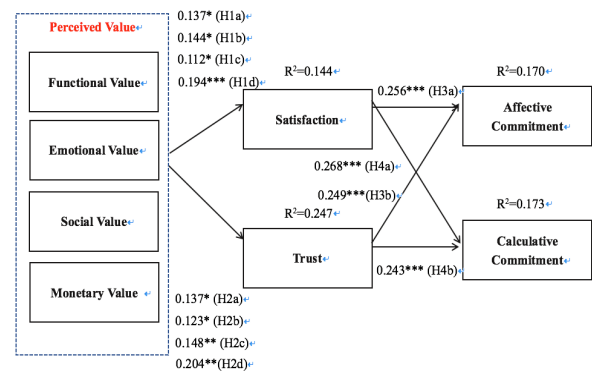 Perceived Value
Functional Value
Emotional Value
Social Value
Monetary Value
0.137* (H1a)
0.144* (H1b)
0.112* (H1c)
0.194*** (H1d)
R²=0.144
Satisfaction
0.256*** (H3a)
R²=0.170
Affective
Commitment
0.268*** (H4a)
0.249***(H3b)
R²=0.247
Trust
R²=0.173
Calculative
Commitment
0.243*** (H4b)
0.137* (H2a)
0.123* (H2b)
0.148** (H2c)
0.204** (H2d)